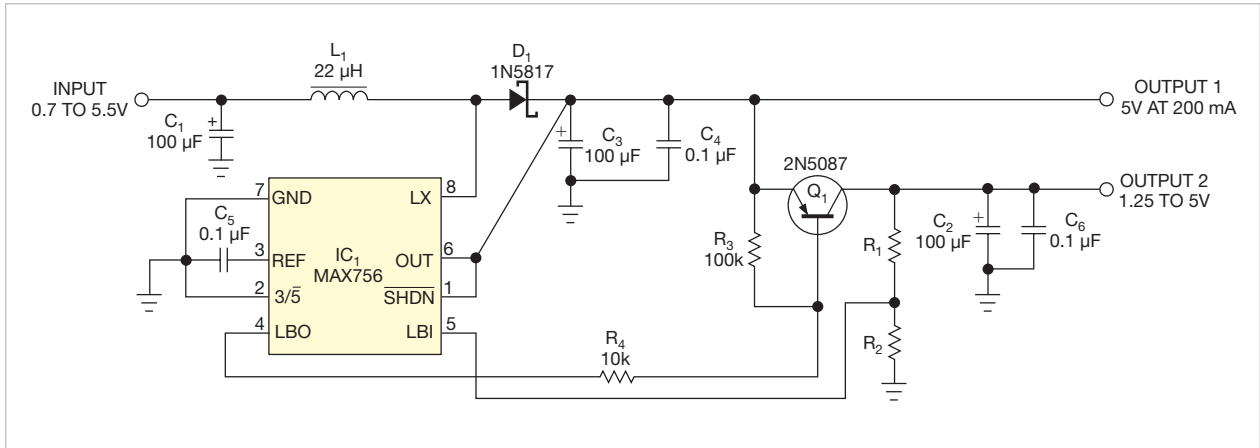 INPUT
0.7 TO 5.5V
C1
100 µF
+
L1
22 µH
D1
1N5817
+
C3
100 µF
C4
0.1 µF
OUTPUT 1
5V AT 200 mA
2N5087
Q1
OUTPUT 2
1.25 TO 5V
R3
100k
R1
R2
+
C2
100 µF
C6
0.1 µF
7
GND
LX
8
C5
0.1 µF
3
REF
IC1
MAX756
OUT
6
2
3/5̅
S̅H̅D̅N̅
1
4
LBO
LBI
5
R4
10k